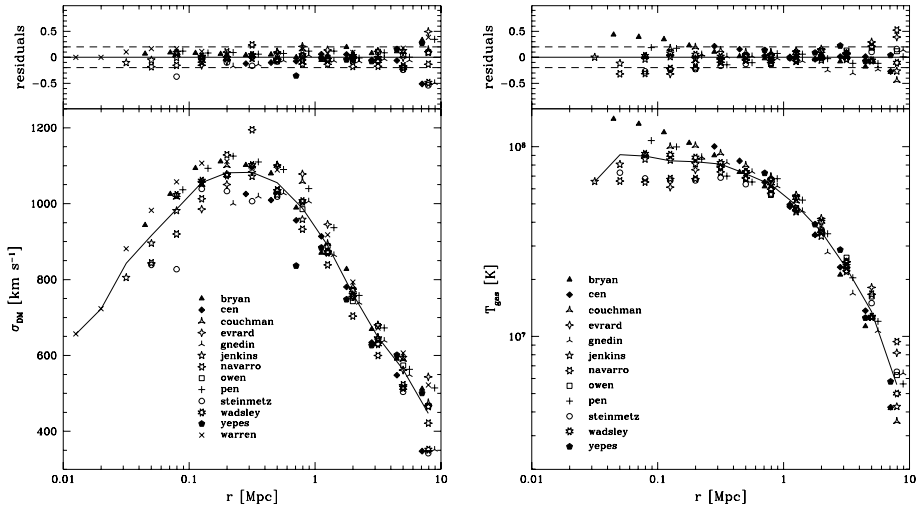 residuals
0.5
0
−0.5
σDM [km s−1]
1200
1000
800
600
400
bryan
cen
couchman
evrard
gnedin
jenkins
navarro
owen
pen
steinmetz
wadsley
yepes
warren
0.01
0.1
1
10
r [Mpc]
residuals
0.5
0
−0.5
Tgas [K]
10^8
10^7
bryan
cen
couchman
evrard
gnedin
jenkins
navarro
owen
pen
steinmetz
wadsley
yepes
0.01
0.1
1
10
r [Mpc]